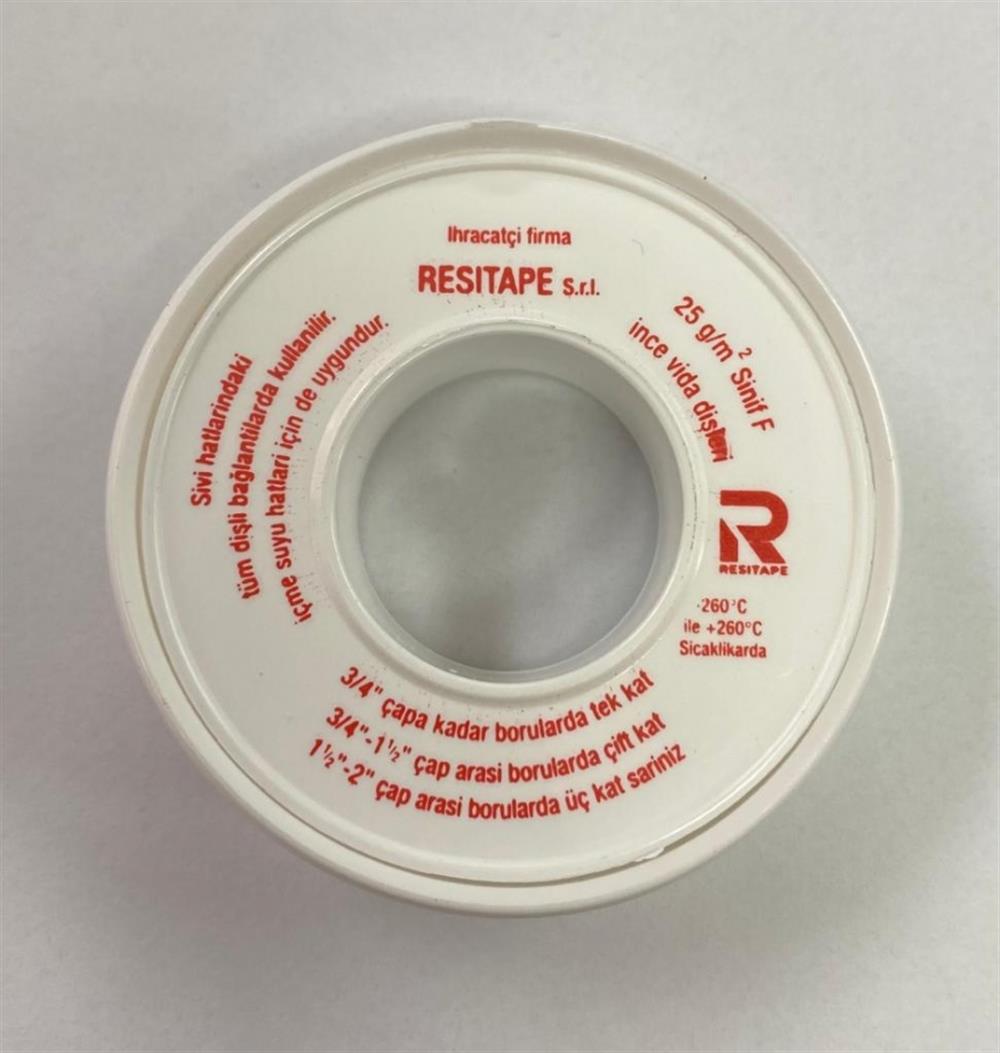 Ihracatçi firma
RESITAPE S.r.l.
25 g/m² Sinif F
ince vida dişleri
R
RESITAPE
-260°C
ile +260°C
Sicaklikarda
3/4" çapa kadar borularda tek kat
3/4"-1½" çap arasi borularda çift kat
1½"-2" çap arasi borularda üç kat sariniz
Sivi hatlarindaki
tüm dişli bağlantilarda kullanilir.
içme suyu hatlari için de uygundur.